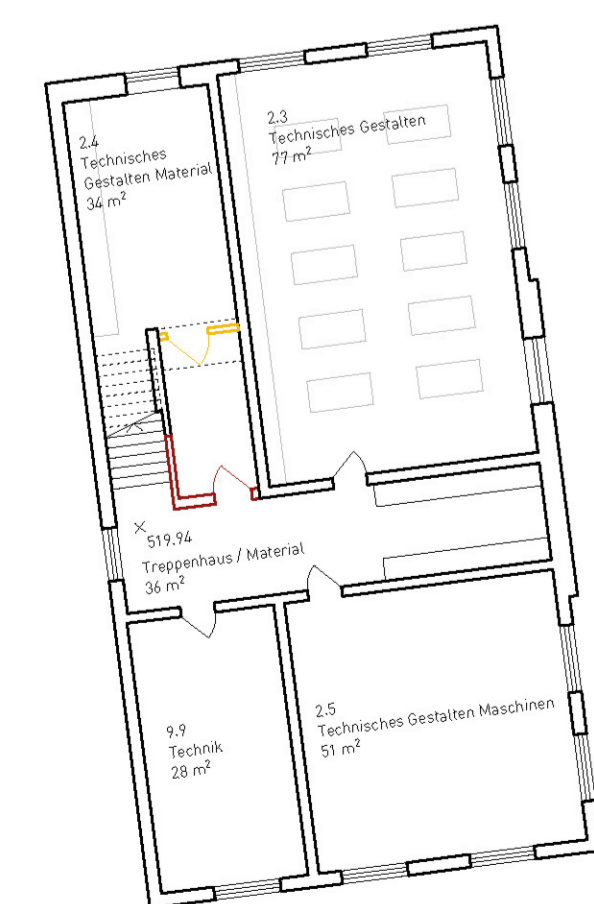 2.4
Technisches
Gestalten Material
34 m²
2.3
Technisches Gestalten
77 m²
519.94
Treppenhaus / Material
36 m²
9.9
Technik
28 m²
2.5
Technisches Gestalten Maschinen
51 m²